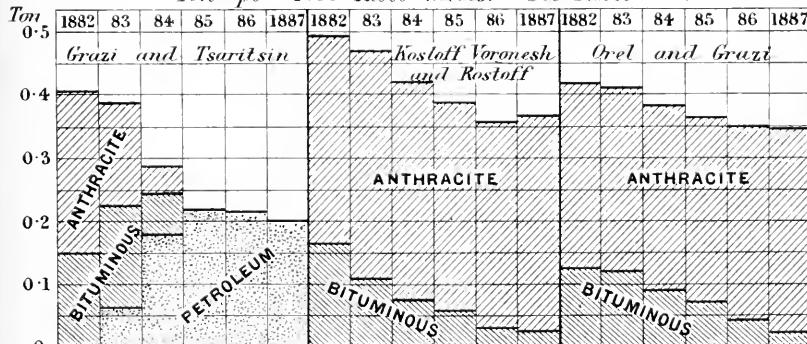 Ton
1882 83 84 85 86 1887 1882 83 84 85 86 1887 1882 83 84 85 86 1887
0·5
Grazi and Tsaritsin
Kosloff Voronesh
and Rostoff
Orel and Grazi
0·4
ANTHRACITE
0·3
ANTHRACITE
ANTHRACITE
0·2
BITUMINOUS
PETROLEUM
0·1
BITUMINOUS
BITUMINOUS